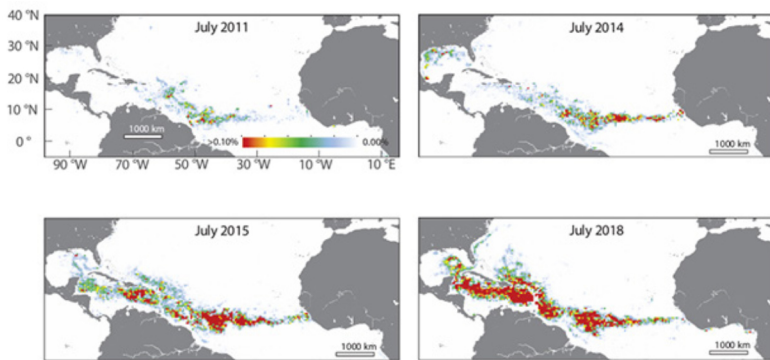 July 2011
40 °N
30 °N
20 °N
10 °N
0 °
1000 km
>0.10%
0.00%
90 °W
70 °W
50 °W
30 °W
10 °W
10 °E
July 2014
1000 km
July 2015
1000 km
July 2018
1000 km